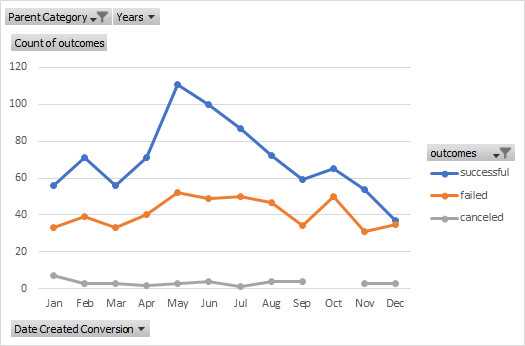 Parent Category Years
Count of outcomes
120
100
80
60
40
20
0
Jan Feb Mar Apr May Jun Jul Aug Sep Oct Nov Dec
outcomes
successful
failed
canceled
Date Created Conversion